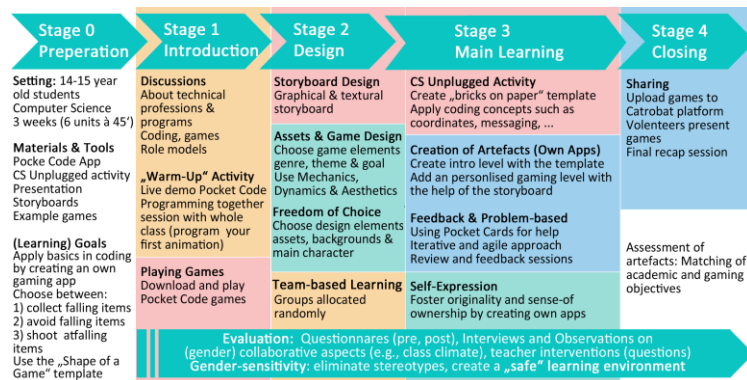 Stage 0
Preperation
Stage 1
Introduction
Stage 2
Design
Stage 3
Main Learning
Stage 4
Closing
Setting: 14-15 year
old students
Computer Science
3 weeks (6 units à 45‘)
Materials & Tools
Pocke Code App
CS Unplugged activity
Presentation
Storyboards
Example games
(Learning) Goals
Apply basics in coding
by creating an own
gaming app
Choose between:
1) collect falling items
2) avoid falling items
3) shoot atfalling
items
Use the „Shape of a
Game“ template
Discussions
About technical
professions &
programs
Coding, games
Role models
„Warm-Up“ Activity
Live demo Pocket Code
Programming together
session with whole
class (program your
first animation)
Playing Games
Download and play
Pocket Code games
Storyboard Design
Graphical & textural
storyboard
Assets & Game Design
Choose game elements
genre, theme & goal
Use Mechanics,
Dynamics & Aesthetics
Freedom of Choice
Choose design elements
assets, backgrounds &
main character
Team-based Learning
Groups allocated
randomly
CS Unplugged Activity
Create „bricks on paper“ template
Apply coding concepts such as
coordinates, messaging, ...
Creation of Artefacts (Own Apps)
Create intro level with the template
Add an personlised gaming level with
the help of the storyboard
Feedback & Problem-based
Using Pocket Cards for help
Iterative and agile approach
Review and feedback sessions
Self-Expression
Foster originality and sense-of
ownership by creating own apps
Sharing
Upload games to
Catrobat platform
Volenteers present
games
Final recap session
Assessment of
artefacts: Matching of
academic and gaming
objectives
Evaluation: Questionnares (pre, post), Interviews and Observations on
(gender) collaborative aspects (e.g., class climate), teacher interventions (questions)
Gender-sensitivity: eliminate stereotypes, create a „safe“ learning environment